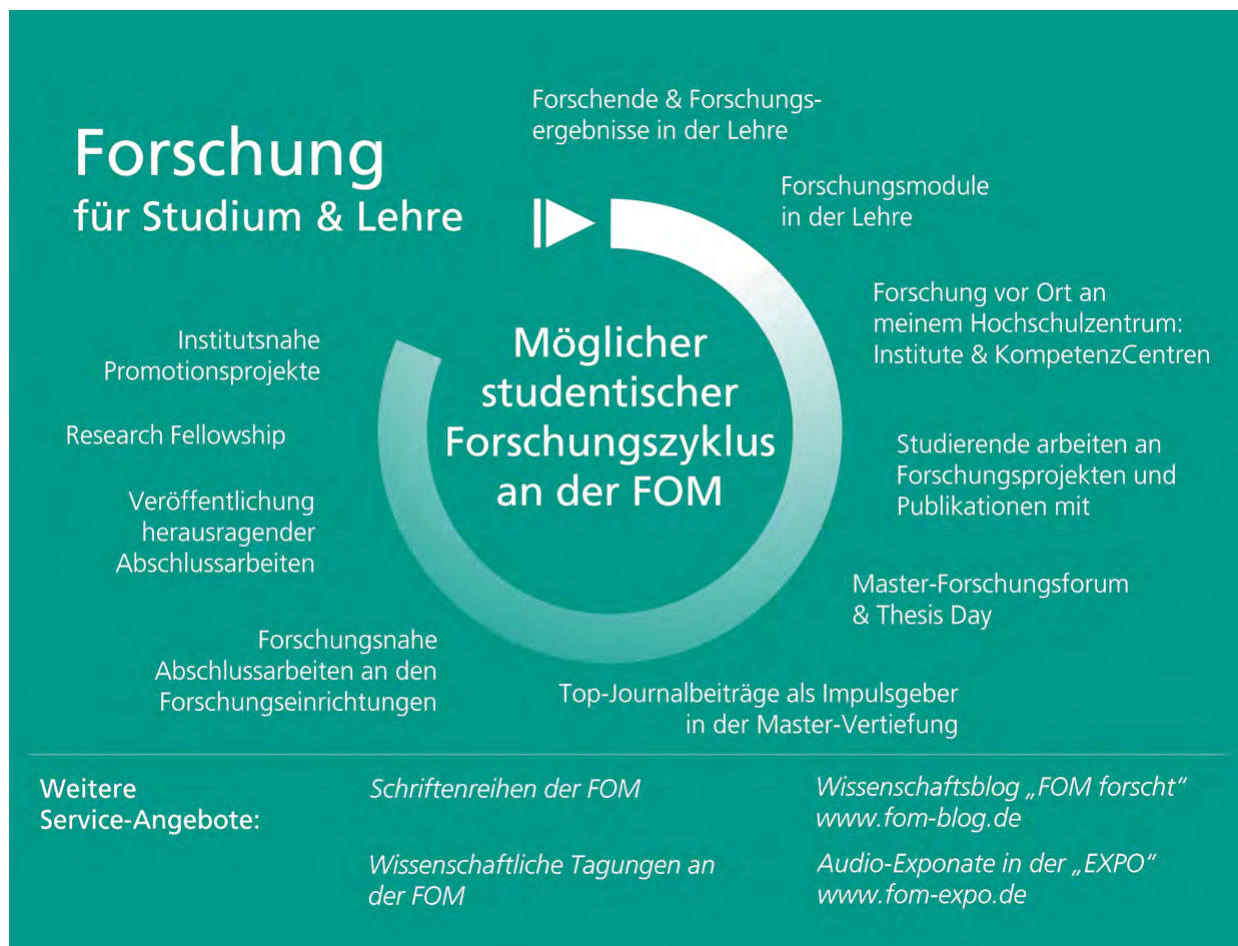 Forschung
für Studium & Lehre
Forschende & Forschungs-
ergebnisse in der Lehre
Forschungsmodule
in der Lehre
Forschung vor Ort an
meinem Hochschulzentrum:
Institute & KompetenzCentren
Studierende arbeiten an
Forschungsprojekten und
Publikationen mit
Master-Forschungsforum
& Thesis Day
Top-Journalbeiträge als Impulsgeber
in der Master-Vertiefung
Forschungsnahe
Abschlussarbeiten an den
Forschungseinrichtungen
Veröffentlichung
herausragender
Abschlussarbeiten
Research Fellowship
Institutsnahe
Promotionsprojekte
Möglicher
studentischer
Forschungszyklus
an der FOM
Weitere
Service-Angebote:
Schriftenreihen der FOM
Wissenschaftliche Tagungen an
der FOM
Wissenschaftsblog „FOM forscht“
www.fom-blog.de
Audio-Exponate in der „EXPO“
www.fom-expo.de